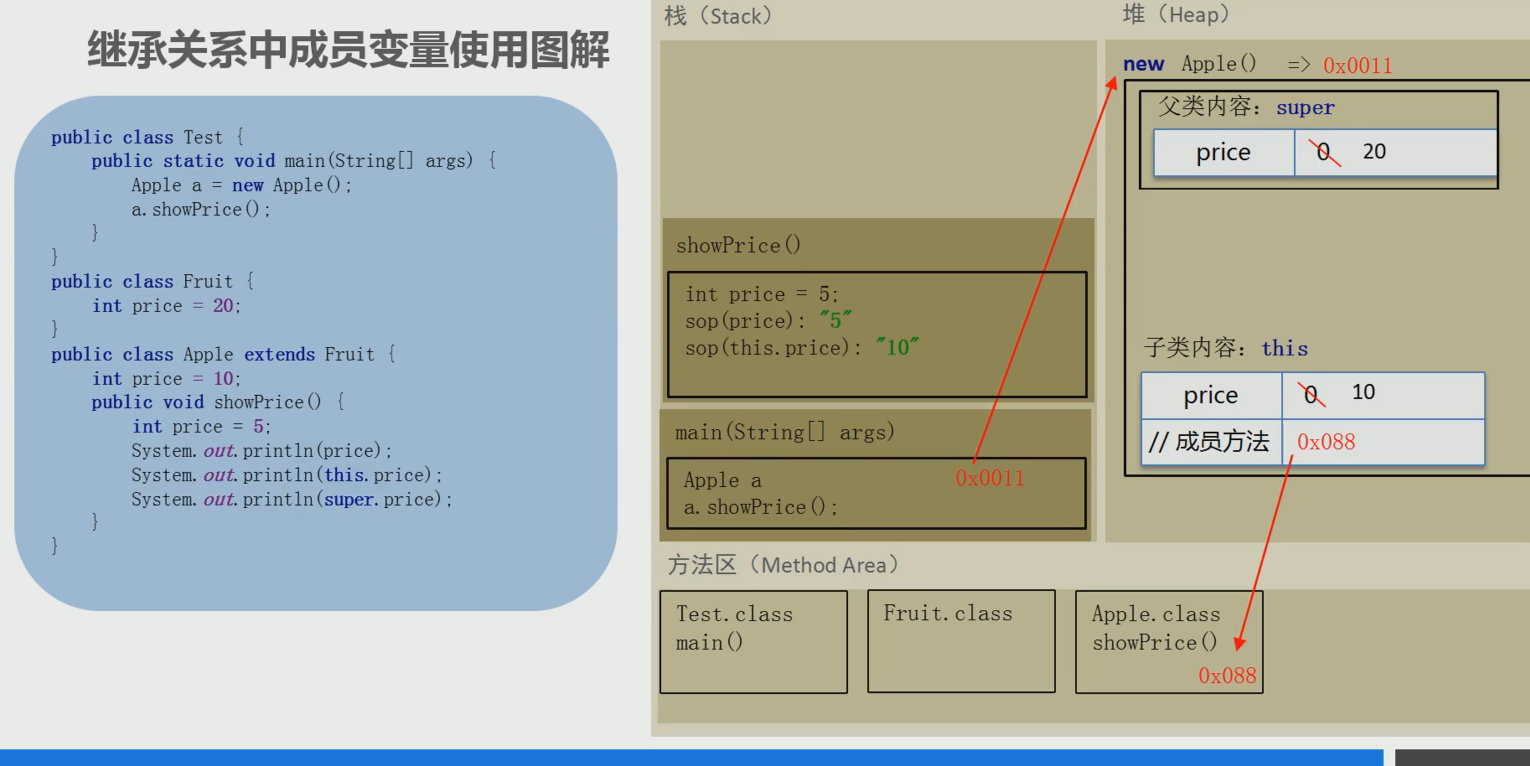 继承关系中成员变量使用图解
public class Test {
    public static void main(String[] args) {
        Apple a = new Apple();
        a.showPrice();
    }
}
public class Fruit {
    int price = 20;
}
public class Apple extends Fruit {
    int price = 10;
    public void showPrice() {
        int price = 5;
        System.out.println(price);
        System.out.println(this.price);
        System.out.println(super.price);
    }
}
栈（Stack）
showPrice()
int price = 5;
sop(price): "5"
sop(this.price): "10"
main(String[] args)
Apple a 0x0011
a.showPrice();
堆（Heap）
new Apple() => 0x0011
父类内容: super
price 0 20
子类内容: this
price 0 10
// 成员方法 0x088
方法区（Method Area）
Test.class
main()
Fruit.class
Apple.class
showPrice()
0x088